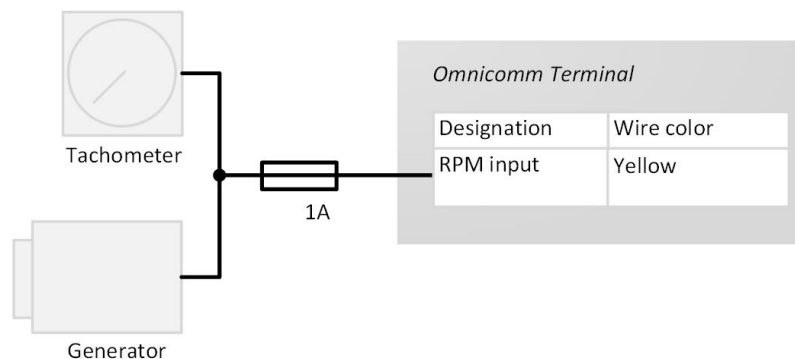 Omnicomm Terminal
Designation Wire color
RPM input Yellow
Tachometer
1A
Generator